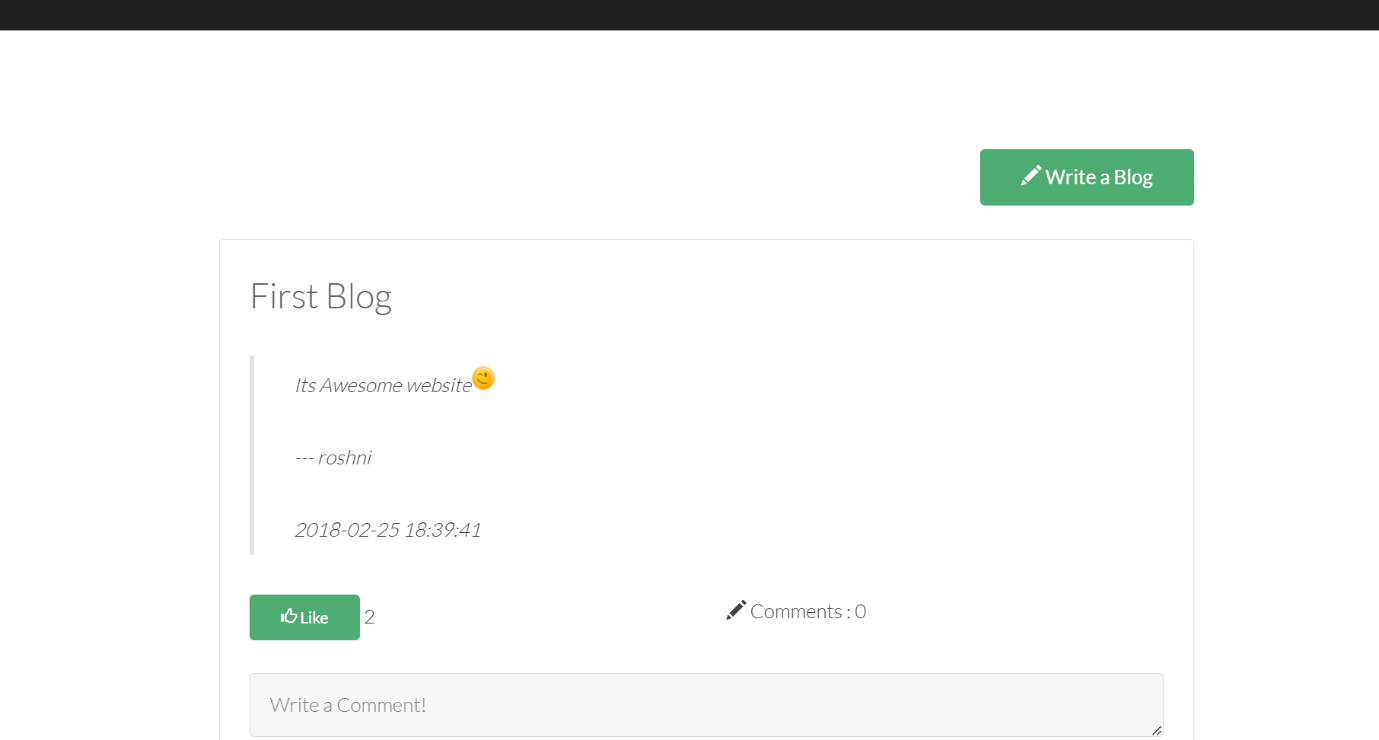 Write a Blog
First Blog
Its Awesome website😉
--- roshni
2018-02-25 18:39:41
Like 2
Comments : 0
Write a Comment!